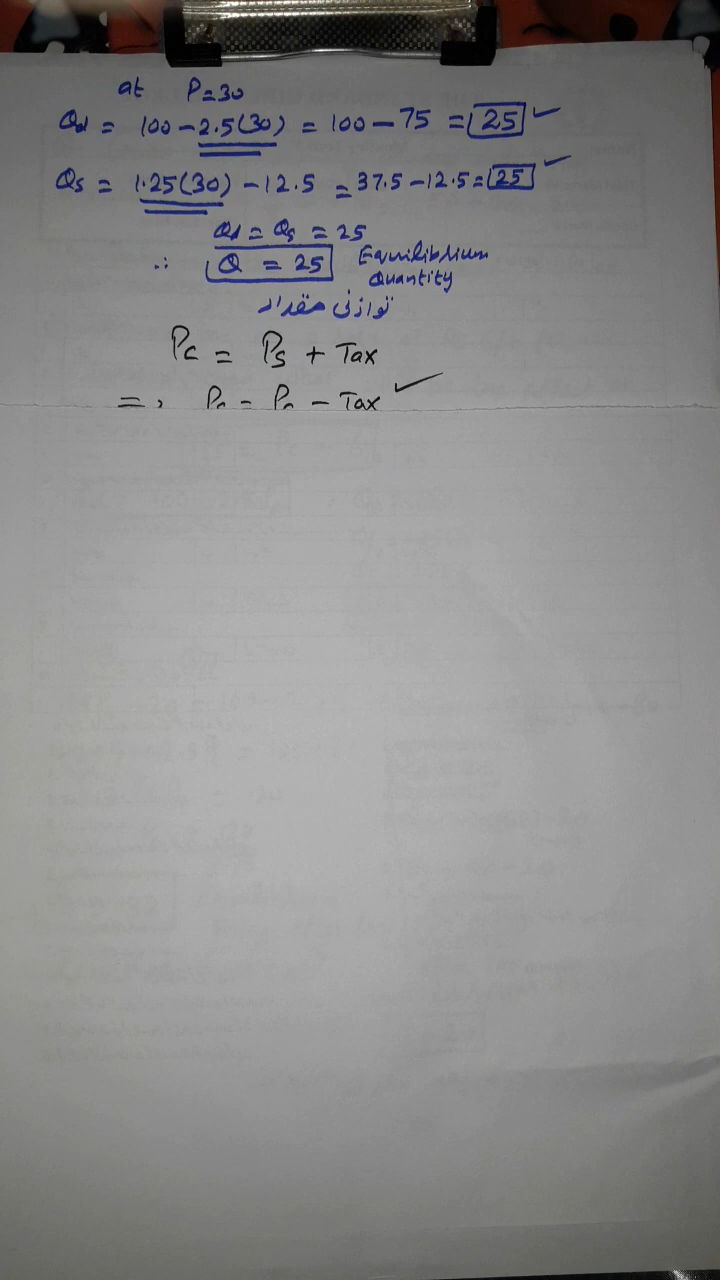 at P=30
Qd = 100-2.5(30) = 100-75 = 25 ✓
Qs = 1.25(30) -12.5 = 37.5-12.5=25 ✓
Qd = Qs = 25
∴ Q = 25 Equilibrium Quantity
توازنی مقدار
Pc = Ps + Tax
=> P = P - Tax ✓